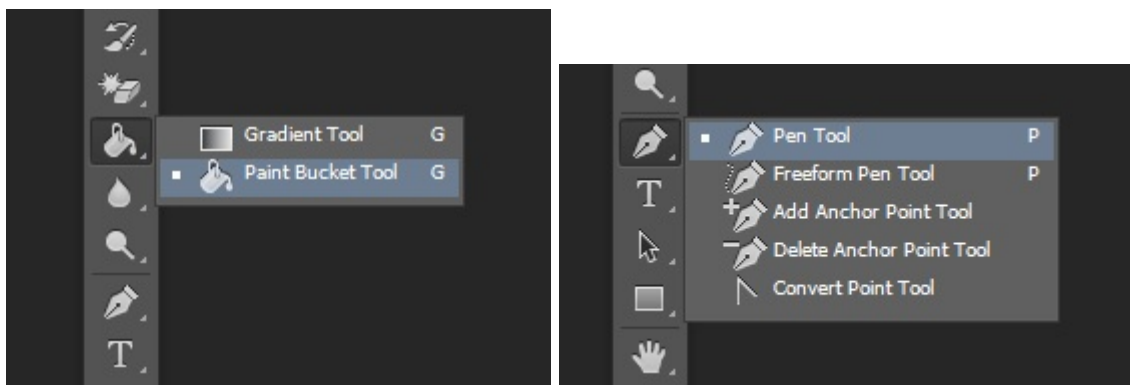 Gradient Tool G
Paint Bucket Tool G
T
Pen Tool P
Freeform Pen Tool P
Add Anchor Point Tool
Delete Anchor Point Tool
Convert Point Tool
T